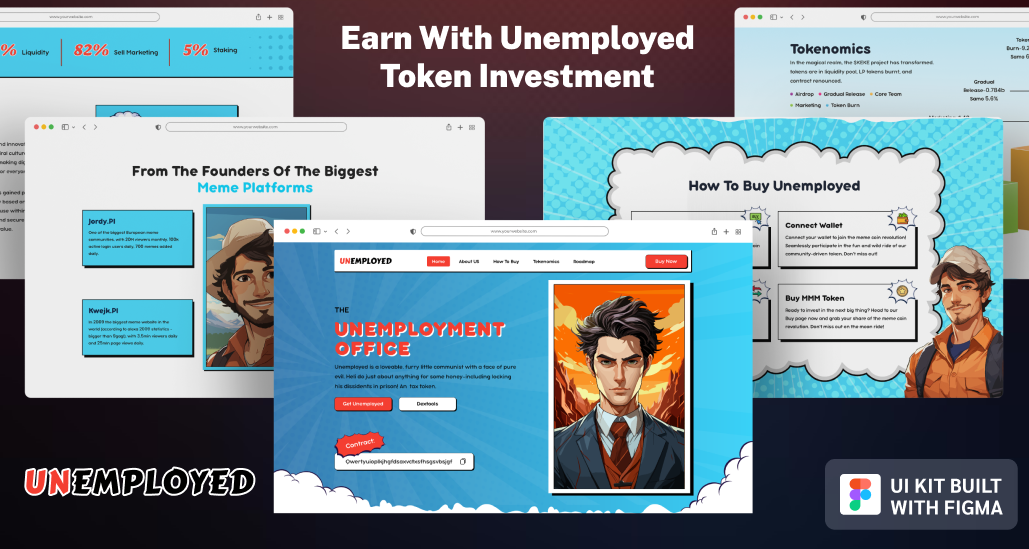 Earn With Unemployed
Token Investment
www.yourwebsite.com
% Liquidity
82% Sell Marketing
5% Staking
www.yourwebsite.com
Tokenomics
In the magical realm, the $KENE project has transformed.
tokens are in liquidity pool. LP tokens burnt, and
contract renounced.
Airdrop
Gradual Release
Core Team
Marketing
Token Burn
Gradual
Release-0.784b
Same 5.6%
www.yourwebsite.com
From The Founders Of The Biggest
Meme Platforms
Jordy.Pl
One of the biggest European meme
communities, with 20M viewers monthly. 100k
active login users daily. 700 memes added
daily.
Kwejk.Pl
In 2009 the biggest meme website in the
world (according to alexa 2009 statistics -
bigger than 9gag). with 3.5mln viewers daily
and 25mln page views daily.
How To Buy Unemployed
Connect Wallet
Connect your wallet to join the meme coin revolution!
Seamlessly participate in the fun and wild ride of our
community-driven token. Don't miss out!
Buy MMM Token
Ready to invest in the next big thing? Head to our
Buy page now and grab your share of the meme coin
revolution. Don't miss out on the moon ride!
www.yourwebsite.com
UNEMPLOYED
Home
About US
How To Buy
Tokenomics
Roadmap
Buy Now
THE
UNEMPLOYMENT
OFFICE
Unemployed is a loveable, furry little communist with a face of pure
evil. Hell do just about anything for some honey-including locking
his dissidents in prison! An. tax token.
Get Unemployed
Dextools
Contract:
UNEMPLOYED
UI KIT BUILT
WITH FIGMA